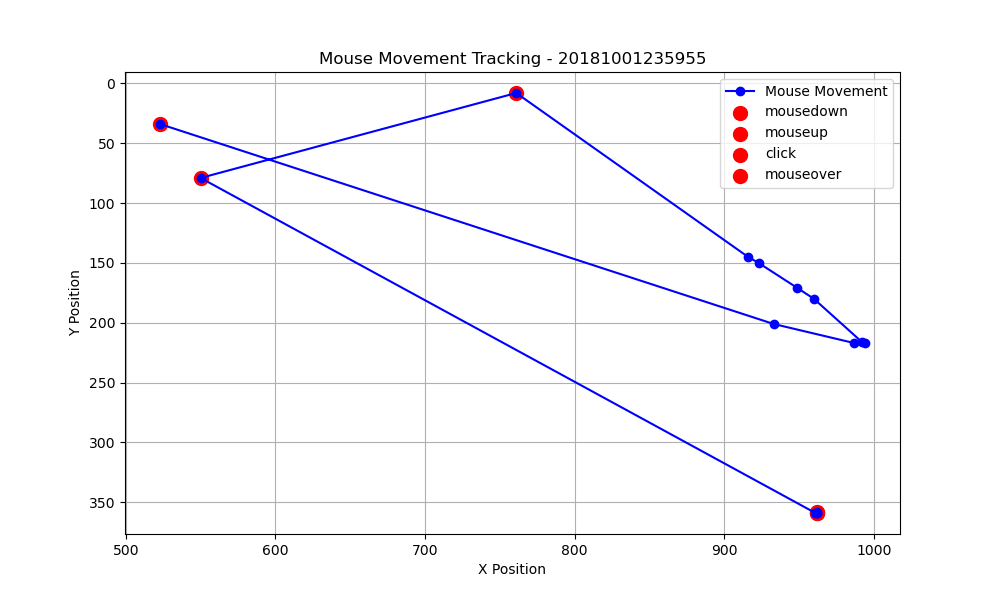 Mouse Movement Tracking - 20181001235955
Mouse Movement
mousedown
mouseup
click
mouseover
0
50
100
150
200
250
300
350
Y Position
500
600
700
800
900
1000
X Position